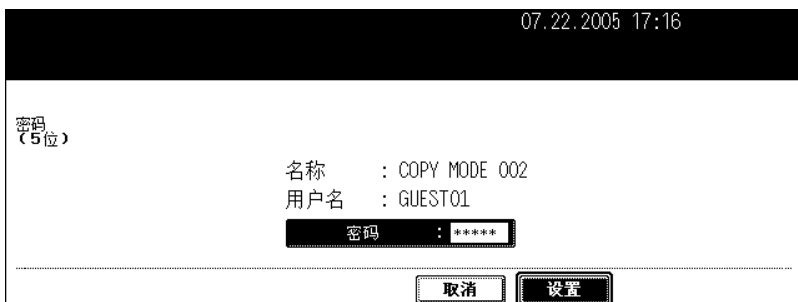 07.22.2005 17:16
密码
(5位)
名称 : COPY MODE 002
用户名 : GUEST01
密码 : *****
取消 设置